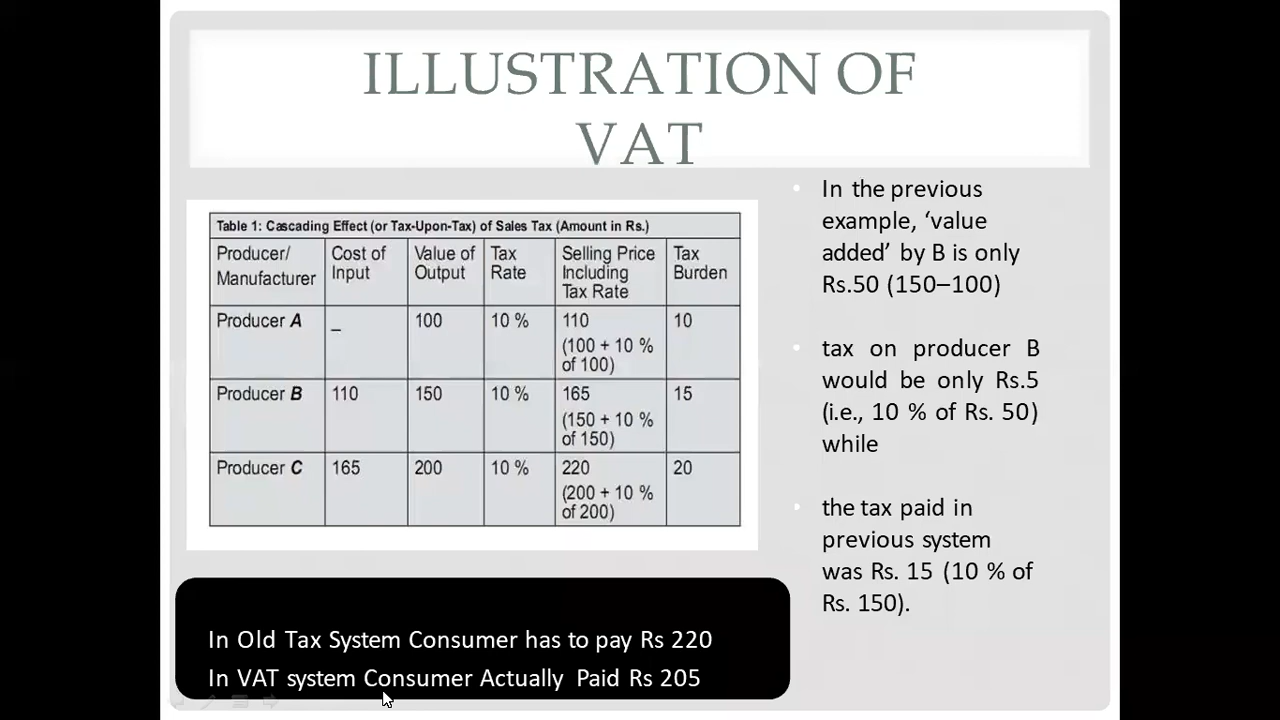 ILLUSTRATION OF
VAT
Table 1: Cascading Effect (or Tax-Upon-Tax) of Sales Tax (Amount in Rs.)
Producer/ Manufacturer Cost of Input Value of Output Tax Rate Selling Price Including Tax Rate Tax Burden
Producer A _ 100 10 % 110 (100 + 10 % of 100) 10
Producer B 110 150 10 % 165 (150 + 10 % of 150) 15
Producer C 165 200 10 % 220 (200 + 10 % of 200) 20
In the previous
example, ‘value
added’ by B is only
Rs.50 (150–100)
tax on producer B
would be only Rs.5
(i.e., 10 % of Rs. 50)
while
the tax paid in
previous system
was Rs. 15 (10 % of
Rs. 150).
In Old Tax System Consumer has to pay Rs 220
In VAT system Consumer Actually Paid Rs 205